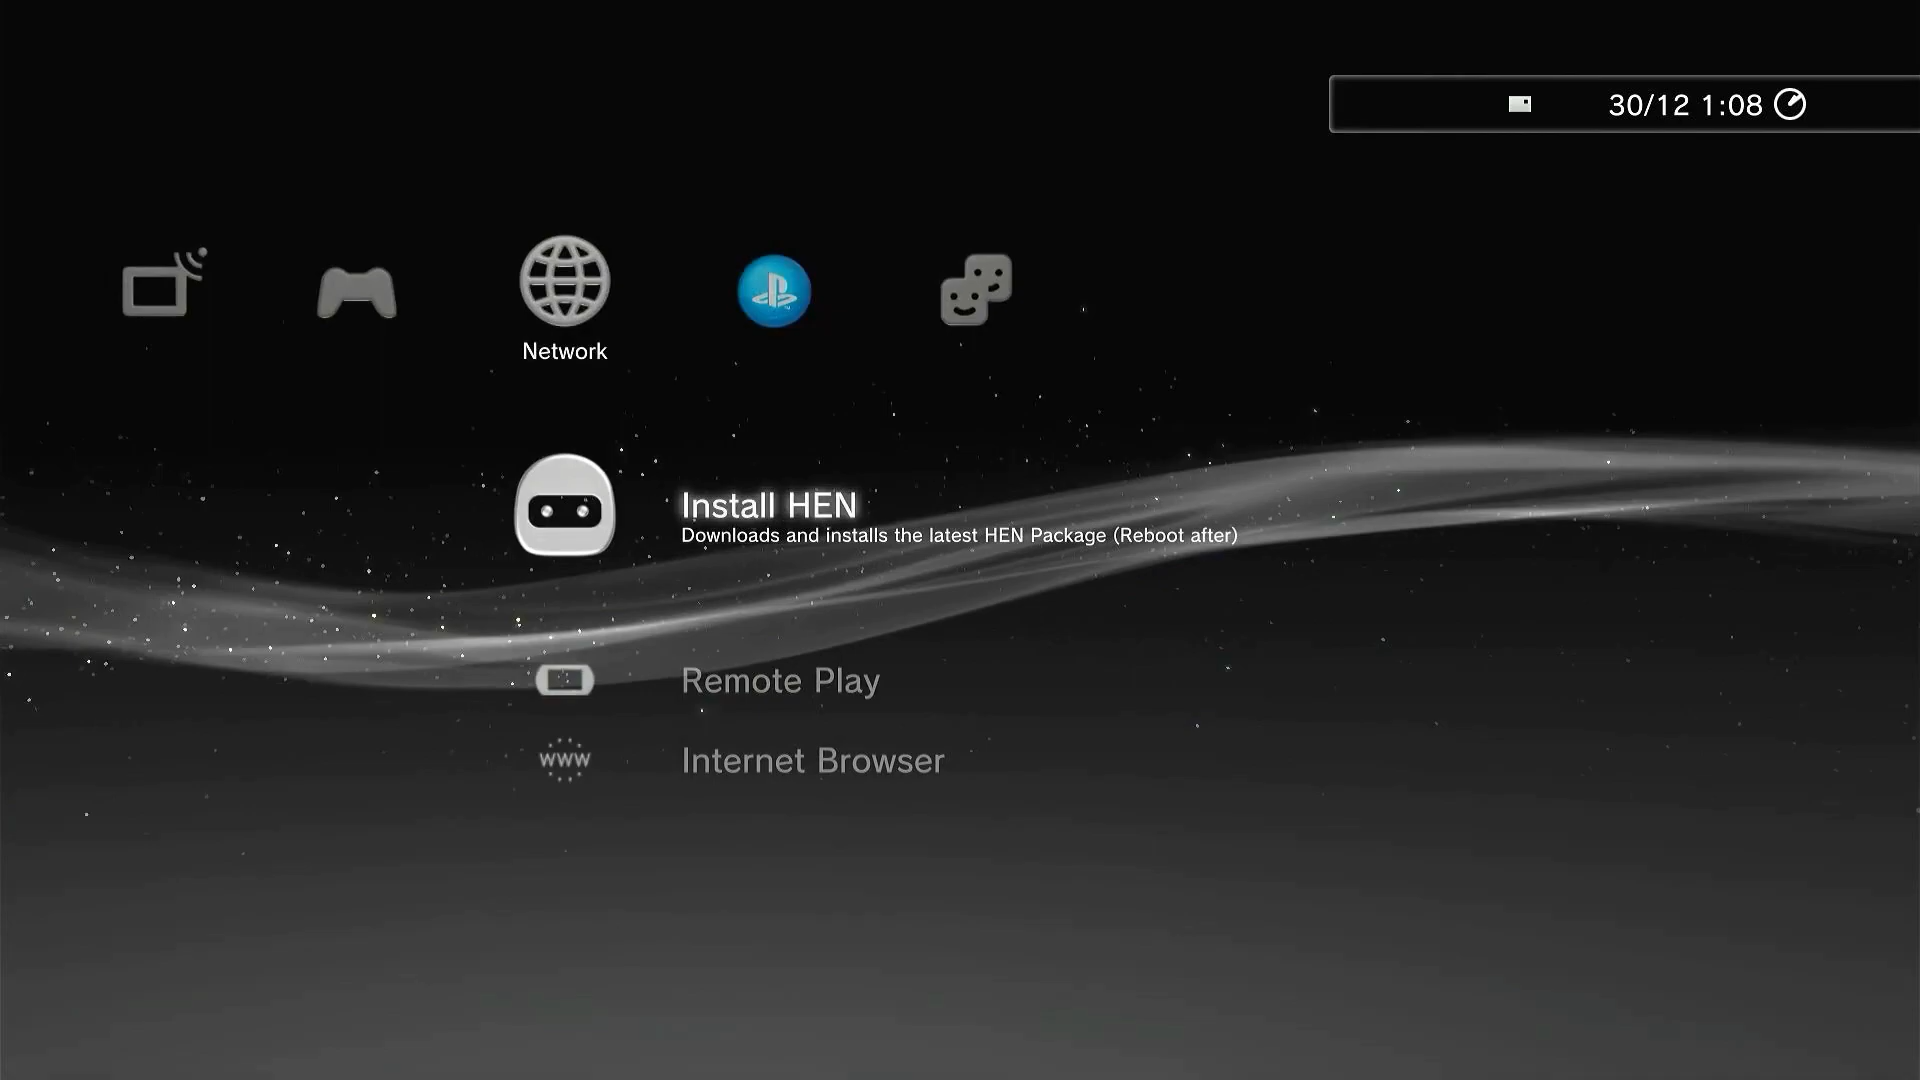 30/12 1:08
Network
Install HEN
Downloads and installs the latest HEN Package (Reboot after)
Remote Play
WWW
Internet Browser